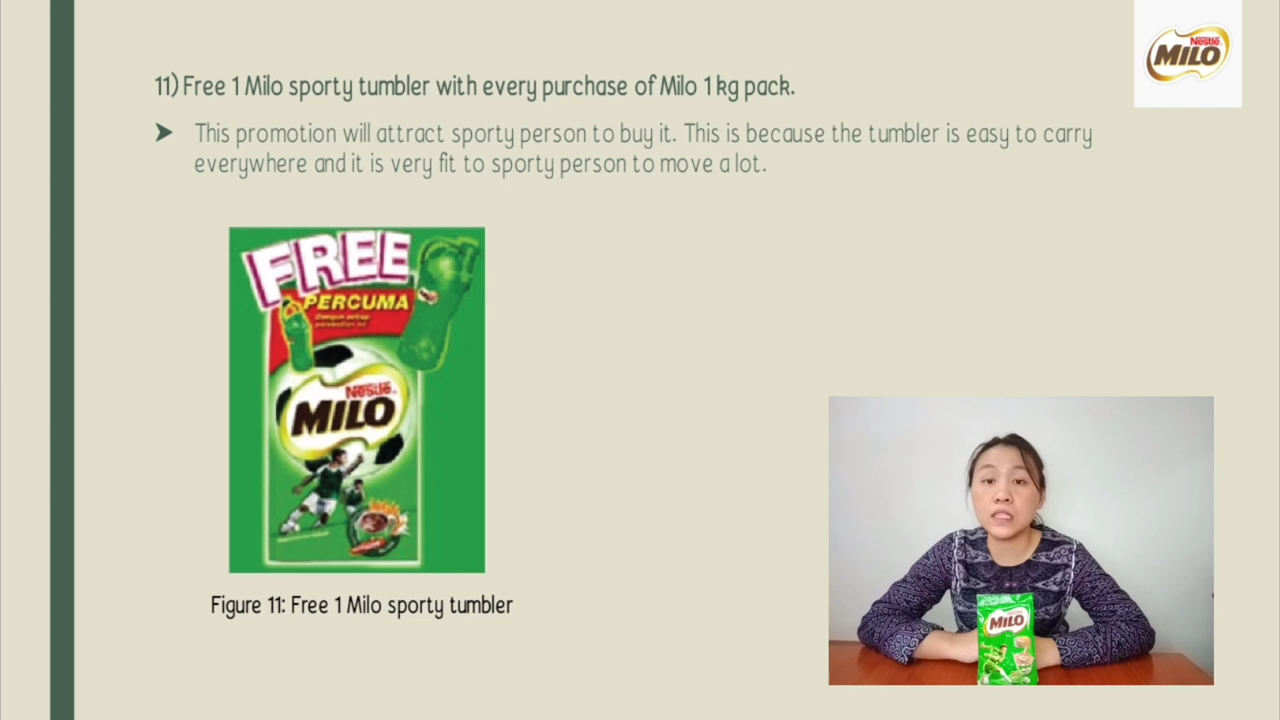 Nestlé
MILO
11) Free 1 Milo sporty tumbler with every purchase of Milo 1 kg pack.
This promotion will attract sporty person to buy it. This is because the tumbler is easy to carry
everywhere and it is very fit to sporty person to move a lot.
FREE
PERCUMA
Nestlé
MILO
Figure 11: Free 1 Milo sporty tumbler
MILO